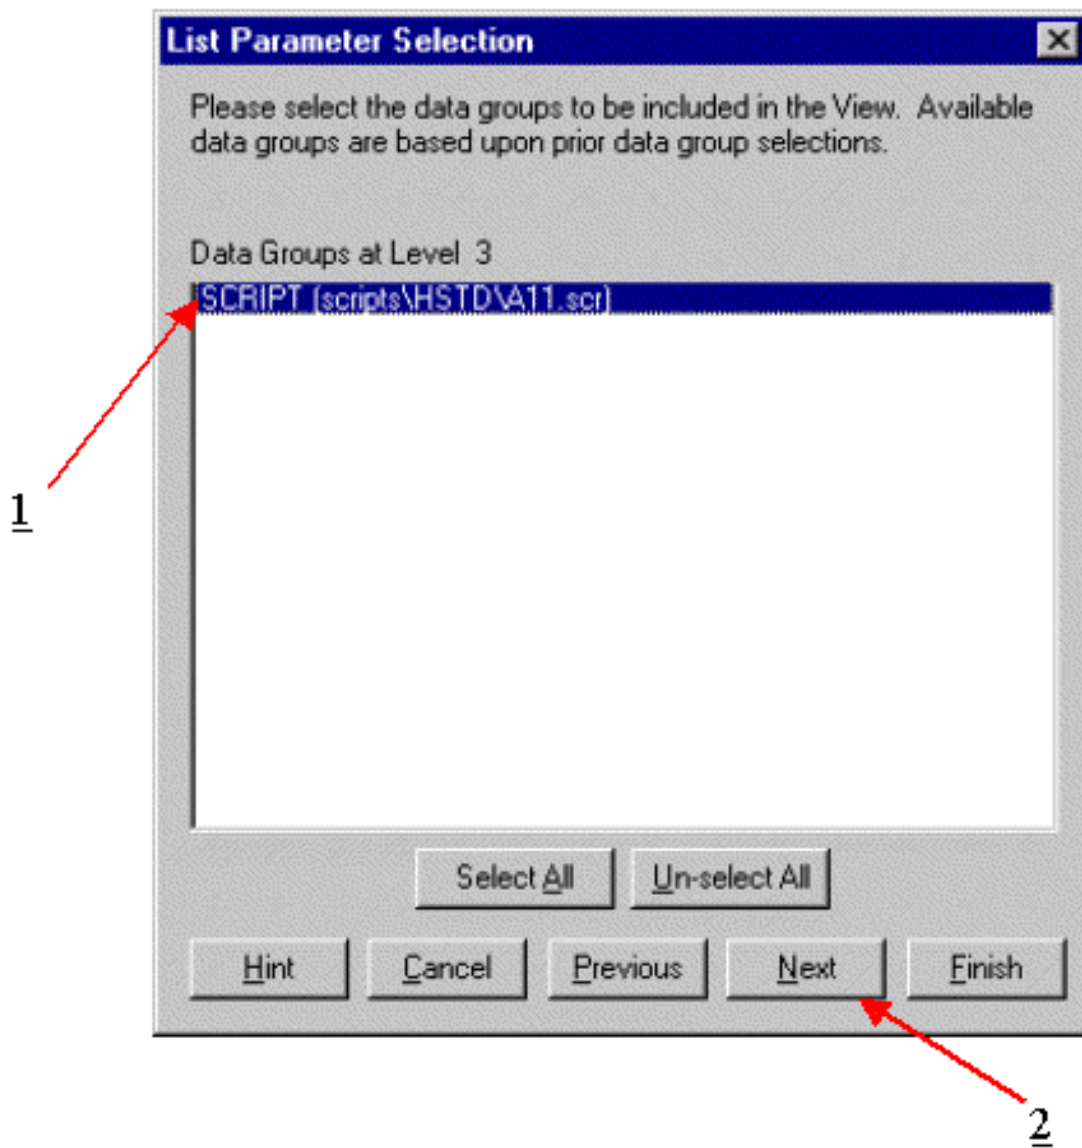 List Parameter Selection
Please select the data groups to be included in the View.  Available
data groups are based upon prior data group selections.
Data Groups at Level  3
SCRIPT (scripts\HSTD\A11.scr)
1
Select All
Un-select All
Hint
Cancel
Previous
Next
Finish
2